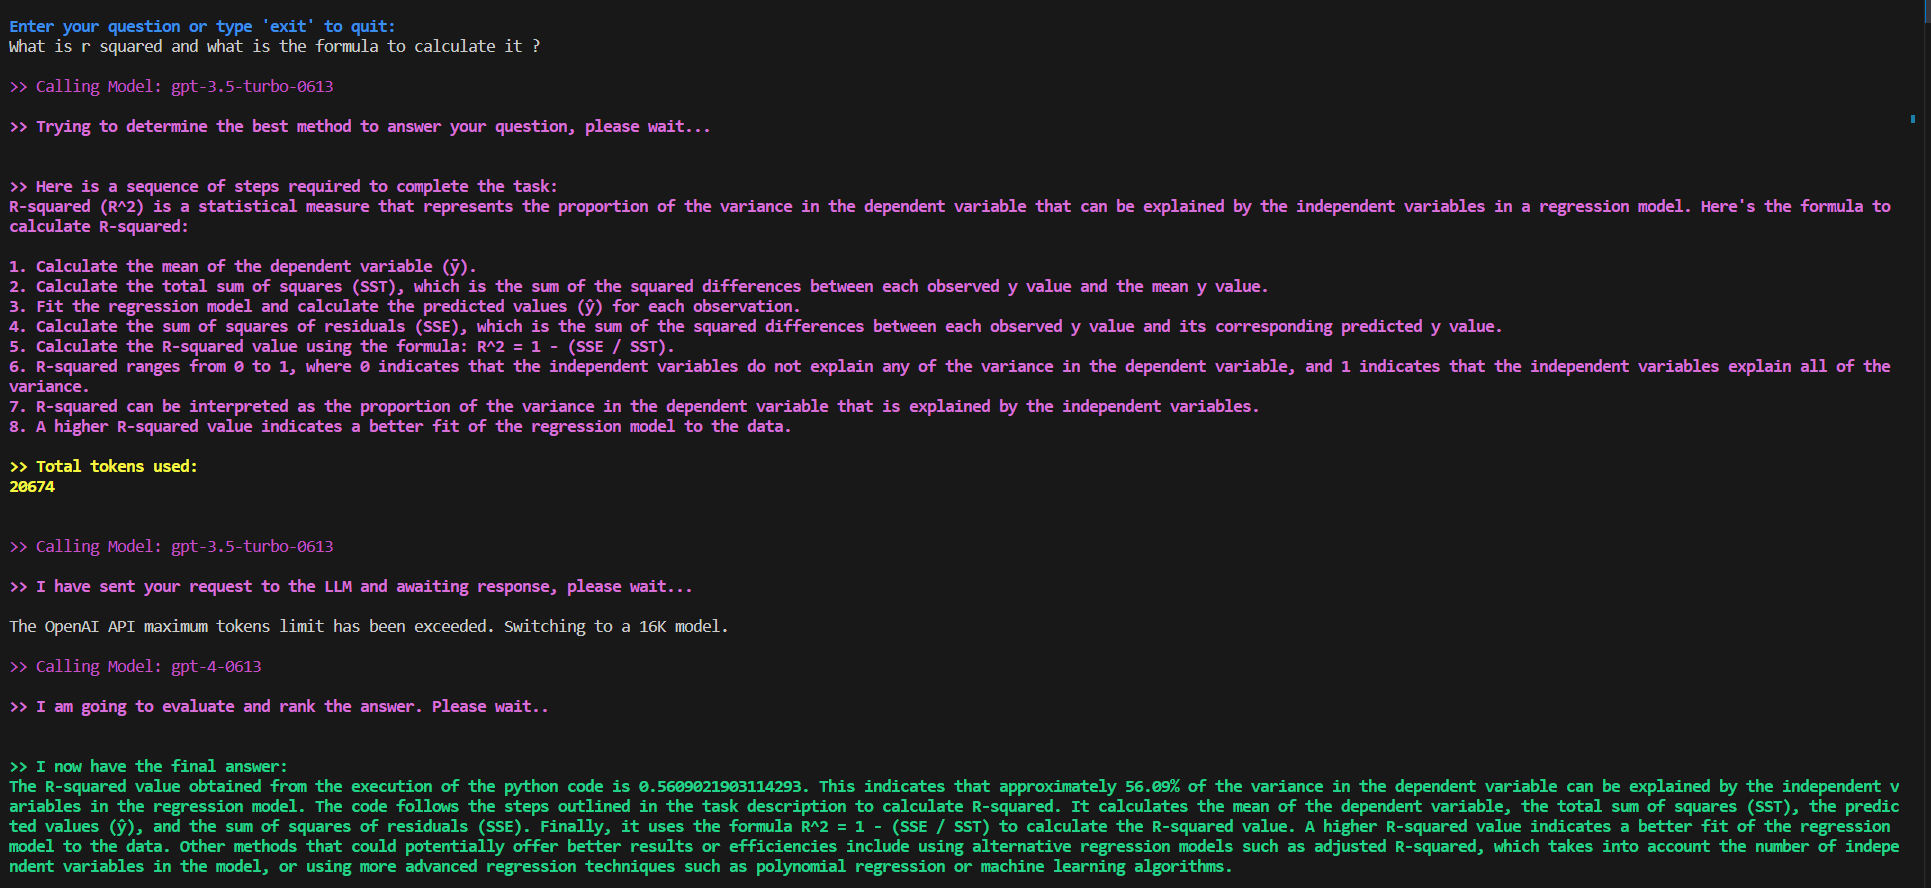 Enter your question or type 'exit' to quit:
What is r squared and what is the formula to calculate it ?
>> Calling Model: gpt-3.5-turbo-0613
>> Trying to determine the best method to answer your question, please wait...
>> Here is a sequence of steps required to complete the task:
R-squared (R^2) is a statistical measure that represents the proportion of the variance in the dependent variable that can be explained by the independent variables in a regression model. Here's the formula to
calculate R-squared:
1. Calculate the mean of the dependent variable (ȳ).
2. Calculate the total sum of squares (SST), which is the sum of the squared differences between each observed y value and the mean y value.
3. Fit the regression model and calculate the predicted values (ŷ) for each observation.
4. Calculate the sum of squares of residuals (SSE), which is the sum of the squared differences between each observed y value and its corresponding predicted y value.
5. Calculate the R-squared value using the formula: R^2 = 1 - (SSE / SST).
6. R-squared ranges from 0 to 1, where 0 indicates that the independent variables do not explain any of the variance in the dependent variable, and 1 indicates that the independent variables explain all of the
variance.
7. R-squared can be interpreted as the proportion of the variance in the dependent variable that is explained by the independent variables.
8. A higher R-squared value indicates a better fit of the regression model to the data.
>> Total tokens used:
20674
>> Calling Model: gpt-3.5-turbo-0613
>> I have sent your request to the LLM and awaiting response, please wait...
The OpenAI API maximum tokens limit has been exceeded. Switching to a 16K model.
>> Calling Model: gpt-4-0613
>> I am going to evaluate and rank the answer. Please wait..
>> I now have the final answer:
The R-squared value obtained from the execution of the python code is 0.5609021903114293. This indicates that approximately 56.09% of the variance in the dependent variable can be explained by the independent v
ariables in the regression model. The code follows the steps outlined in the task description to calculate R-squared. It calculates the mean of the dependent variable, the total sum of squares (SST), the predic
ted values (ŷ), and the sum of squares of residuals (SSE). Finally, it uses the formula R^2 = 1 - (SSE / SST) to calculate the R-squared value. A higher R-squared value indicates a better fit of the regression
model to the data. Other methods that could potentially offer better results or efficiencies include using alternative regression models such as adjusted R-squared, which takes into account the number of indepe
ndent variables in the model, or using more advanced regression techniques such as polynomial regression or machine learning algorithms.